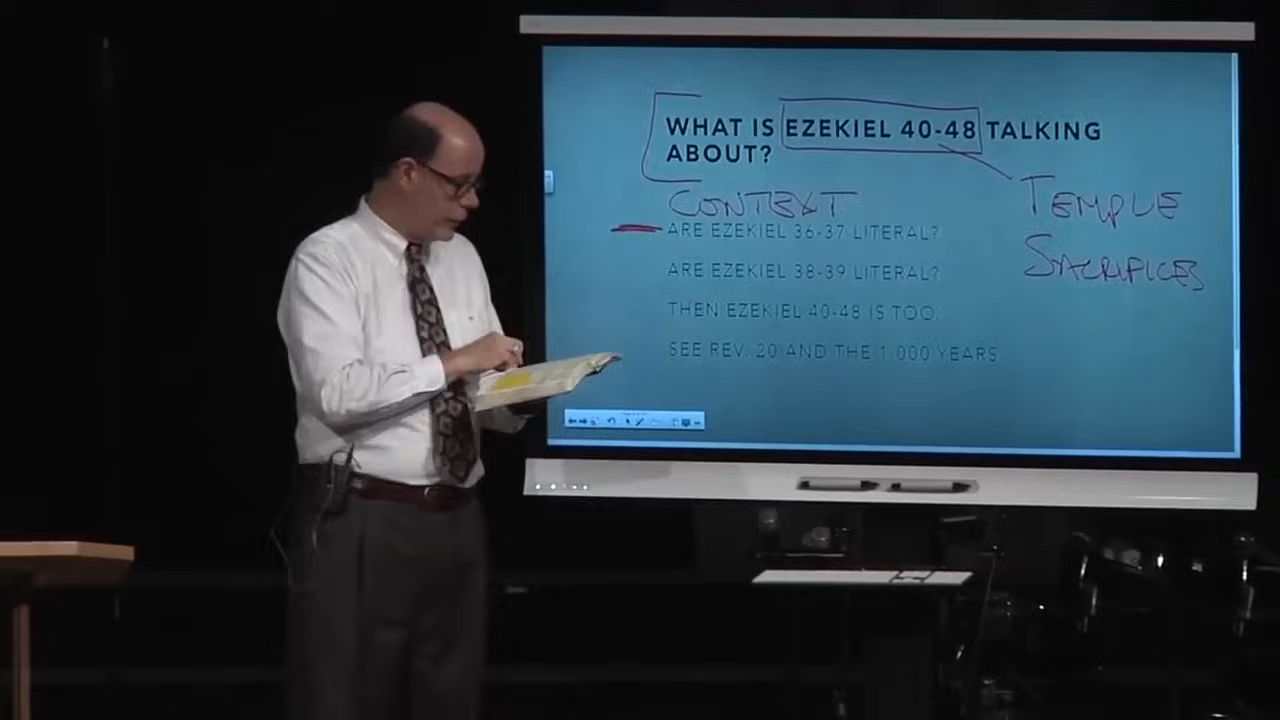 WHAT IS EZEKIEL 40-48 TALKING
ABOUT?
CONTEXT
TEMPLE
SACRIFICES
ARE EZEKIEL 36-37 LITERAL?
ARE EZEKIEL 38-39 LITERAL?
THEN EZEKIEL 40-48 IS TOO.
SEE REV. 20 AND THE 1,000 YEARS